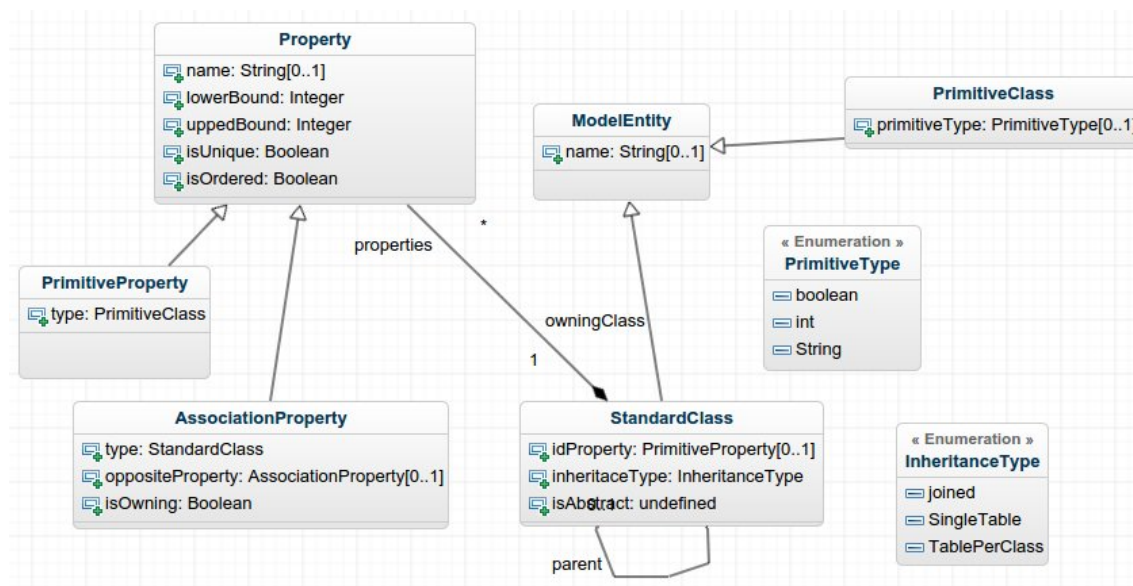 Property
name: String[0..1]
lowerBound: Integer
uppedBound: Integer
isUnique: Boolean
isOrdered: Boolean
ModelEntity
name: String[0..1]
PrimitiveClass
primitiveType: PrimitiveType[0..1]
properties
*
« Enumeration »
PrimitiveType
boolean
int
String
PrimitiveProperty
type: PrimitiveClass
owningClass
1
AssociationProperty
type: StandardClass
oppositeProperty: AssociationProperty[0..1]
isOwning: Boolean
StandardClass
idProperty: PrimitiveProperty[0..1]
inheritaceType: InheritanceType
isAbstract: undefined
0..1
parent
« Enumeration »
InheritanceType
joined
SingleTable
TablePerClass